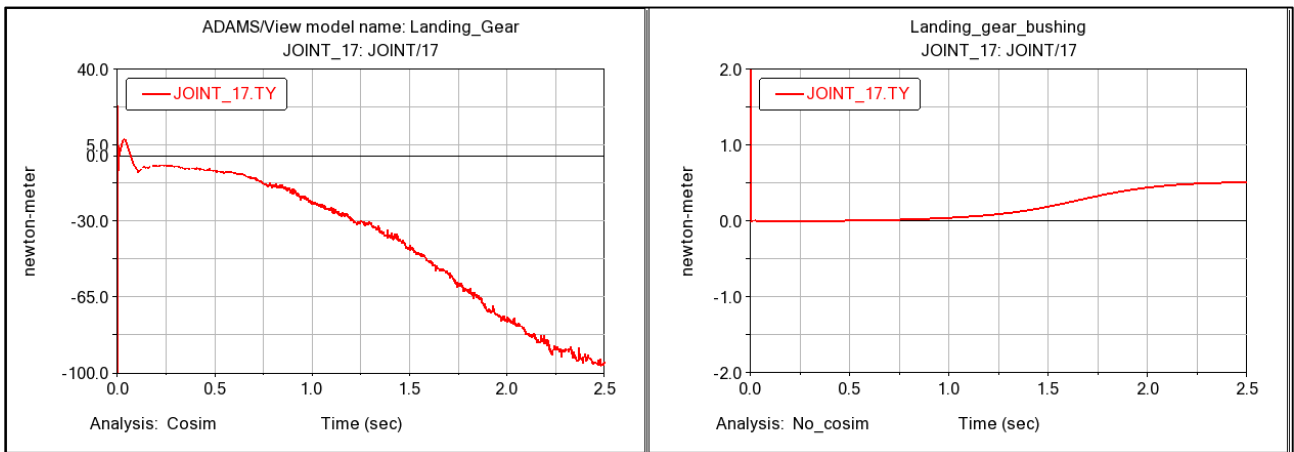 ADAMS/View model name: Landing_Gear
JOINT_17: JOINT/17
40.0
JOINT_17.TY
5.0
0.0
-30.0
-65.0
-100.0
newton-meter
0.0 0.5 1.0 1.5 2.0 2.5
Analysis: Cosim Time (sec)
Landing_gear_bushing
JOINT_17: JOINT/17
2.0
JOINT_17.TY
1.0
0.0
-1.0
-2.0
newton-meter
0.0 0.5 1.0 1.5 2.0 2.5
Analysis: No_cosim Time (sec)